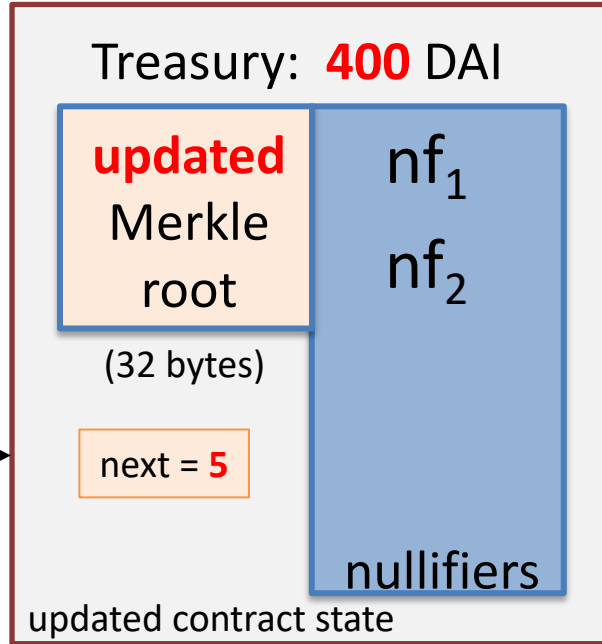 Treasury: 400 DAI
updated
Merkle
root
(32 bytes)
next = 5
nf₁
nf₂
nullifiers
updated contract state